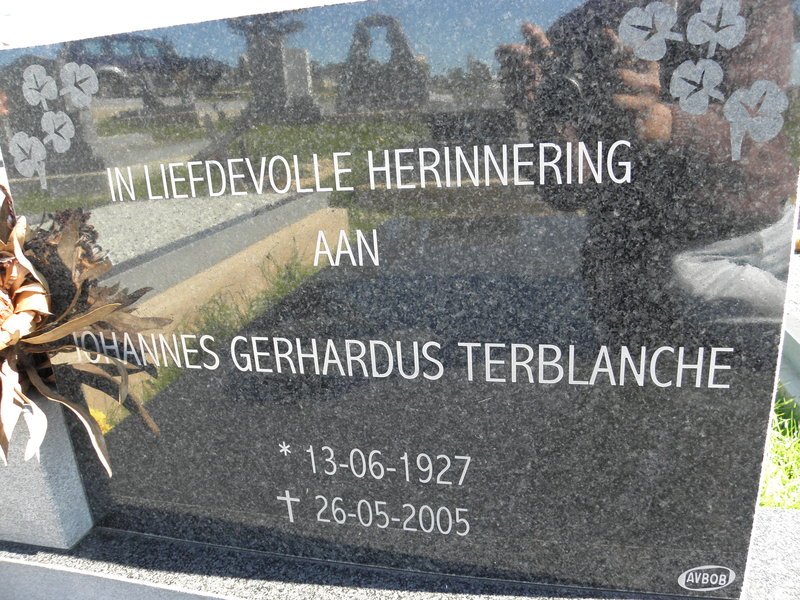 IN LIEFDEVOLLE HERINNERING
AAN
JOHANNES GERHARDUS TERBLANCHE
* 13-06-1927
✝ 26-05-2005
AVBOB